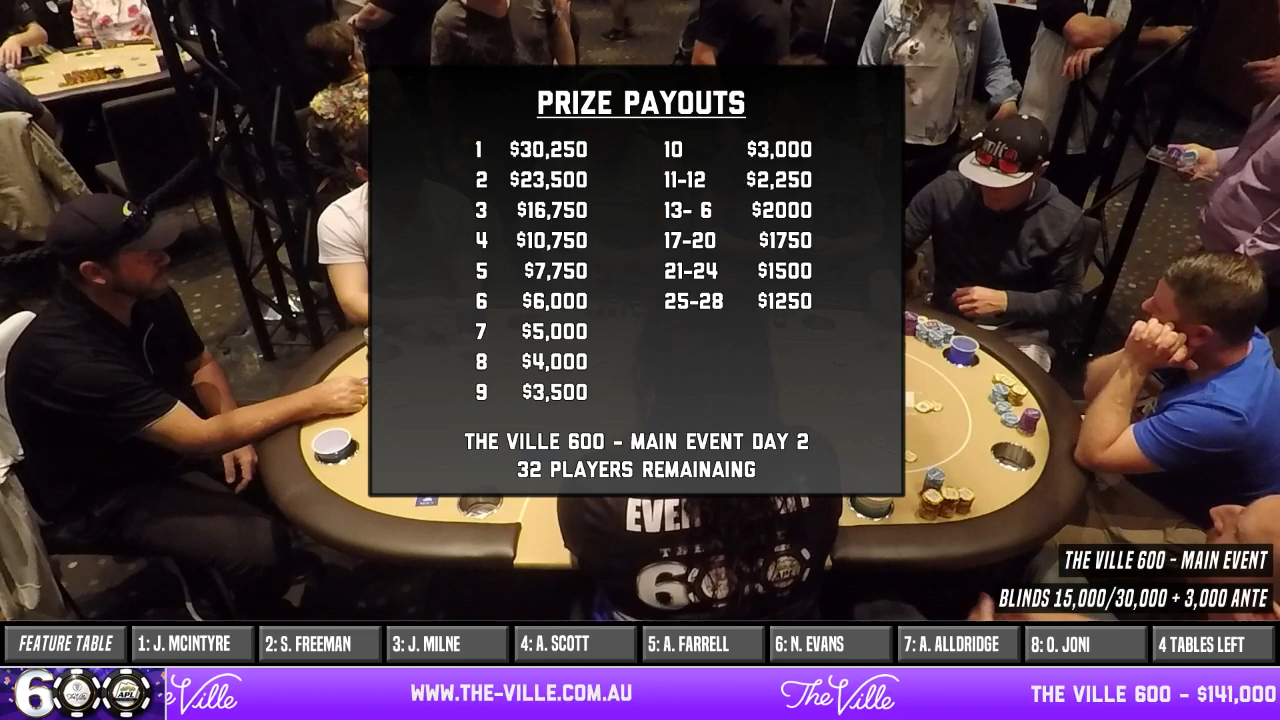 PRIZE PAYOUTS
1 $30,250 10 $3,000
2 $23,500 11-12 $2,250
3 $16,750 13- 6 $2000
4 $10,750 17-20 $1750
5 $7,750 21-24 $1500
6 $6,000 25-28 $1250
7 $5,000
8 $4,000
9 $3,500
THE VILLE 600 - MAIN EVENT DAY 2
32 PLAYERS REMAINAING
600
THE VILLE 600 - MAIN EVENT
BLINDS 15,000/30,000 + 3,000 ANTE
FEATURE TABLE 1: J. MCINTYRE 2: S. FREEMAN 3: J. MILNE 4: A. SCOTT 5: A. FARRELL 6: N. EVANS 7: A. ALLDRIDGE 8: O. JONI 4 TABLES LEFT
600 APL eVille WWW.THE-VILLE.COM.AU The Ville THE VILLE 600 - $141,000